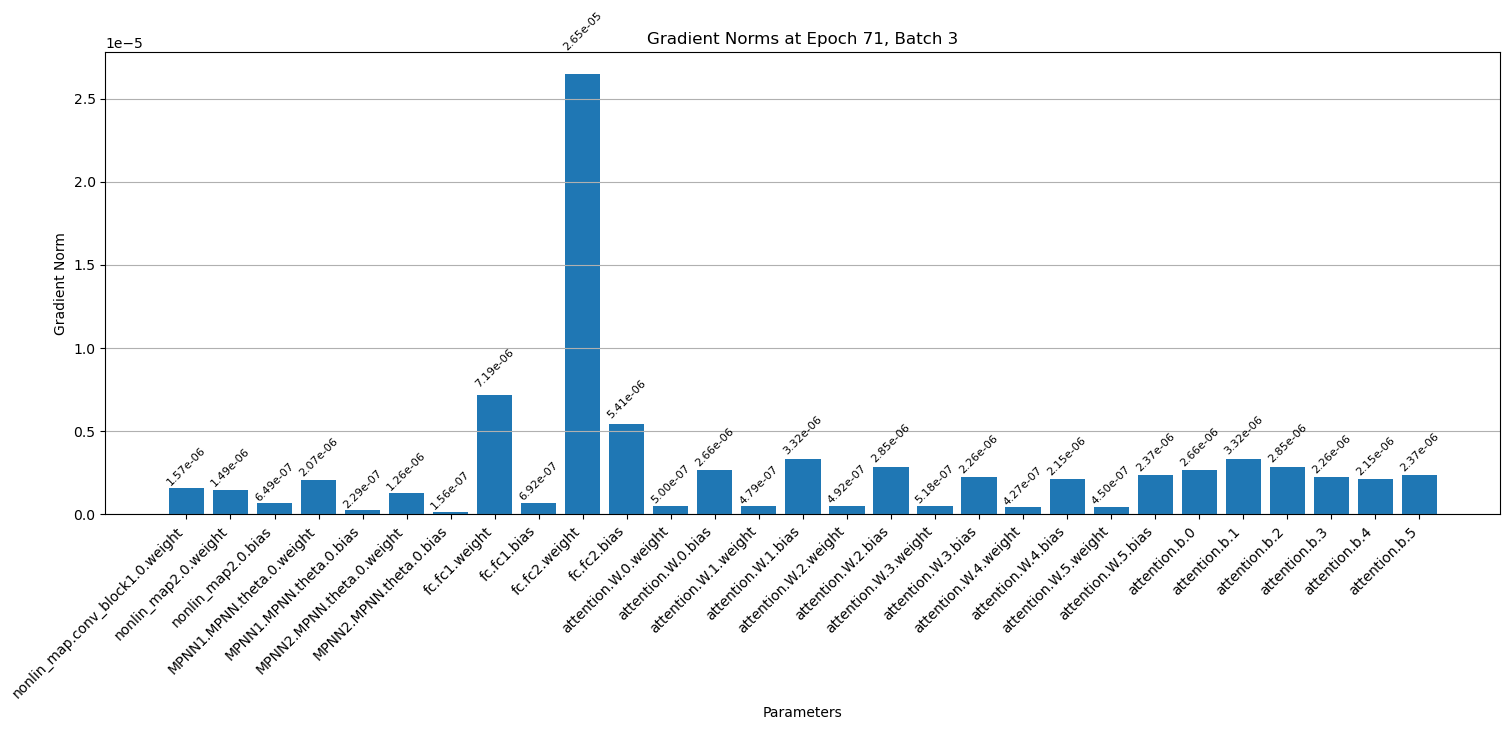 Gradient Norms at Epoch 71, Batch 3
1e−5
Gradient Norm
2.5
2.0
1.5
1.0
0.5
0.0
1.57e-06
1.49e-06
6.49e-07
2.07e-06
2.29e-07
1.26e-06
1.56e-07
7.19e-06
6.92e-07
2.65e-05
5.41e-06
5.00e-07
2.66e-06
4.79e-07
3.32e-06
4.92e-07
2.85e-06
5.18e-07
2.26e-06
4.27e-07
2.15e-06
4.50e-07
2.37e-06
2.66e-06
3.32e-06
2.85e-06
2.26e-06
2.15e-06
2.37e-06
nonlin_map.conv_block1.0.weight
nonlin_map2.0.weight
nonlin_map2.0.bias
MPNN1.MPNN.theta.0.weight
MPNN1.MPNN.theta.0.bias
MPNN2.MPNN.theta.0.weight
MPNN2.MPNN.theta.0.bias
fc.fc1.weight
fc.fc1.bias
fc.fc2.weight
fc.fc2.bias
attention.W.0.weight
attention.W.0.bias
attention.W.1.weight
attention.W.1.bias
attention.W.2.weight
attention.W.2.bias
attention.W.3.weight
attention.W.3.bias
attention.W.4.weight
attention.W.4.bias
attention.W.5.weight
attention.W.5.bias
attention.b.0
attention.b.1
attention.b.2
attention.b.3
attention.b.4
attention.b.5
Parameters